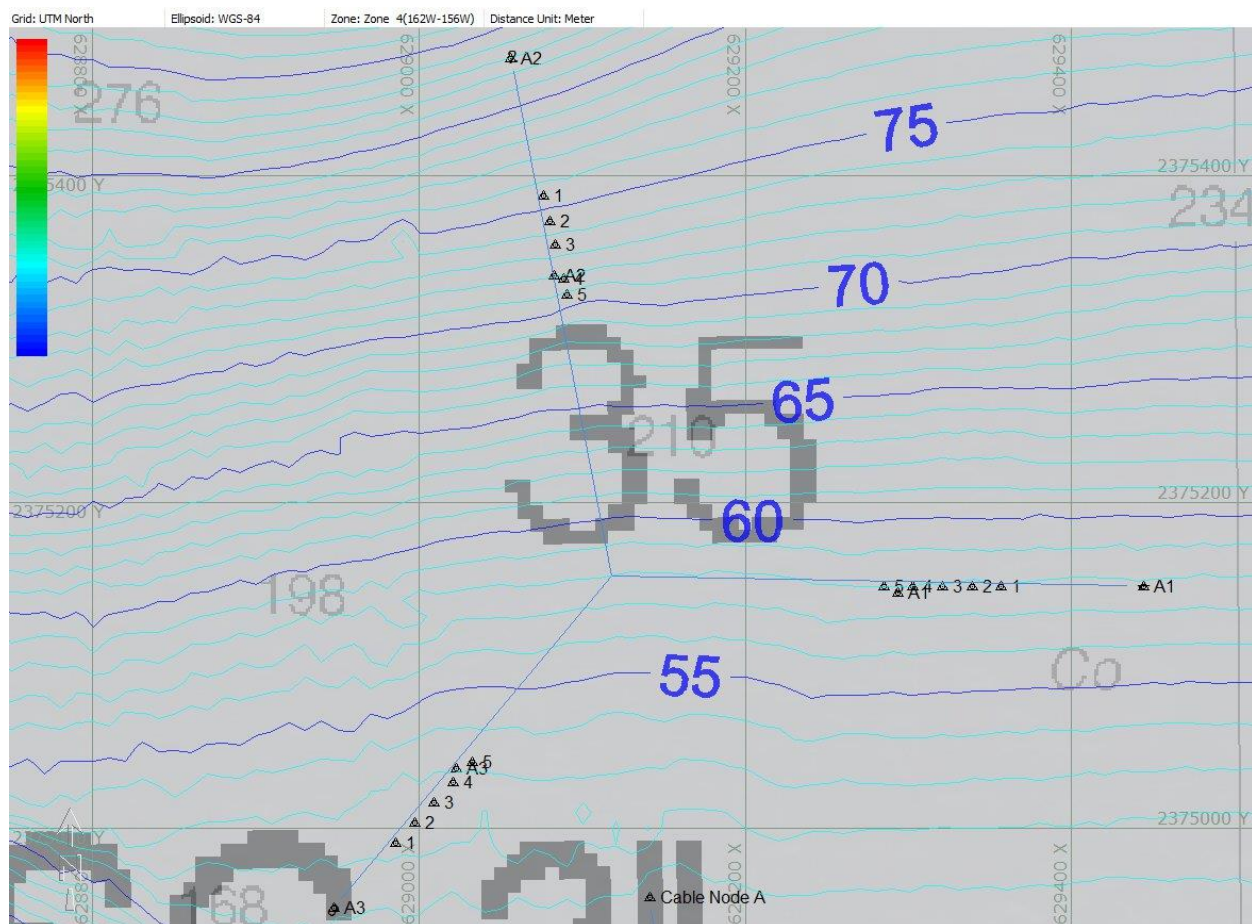 Grid: UTM North Ellipsoid: WGS-84 Zone: Zone 4(162W-156W) Distance Unit: Meter
628800 X 629000 X 629200 X 629400 X
A2
276
75
2375400 Y
234
1
2
3
A2 4
5
70
35
65
210
2375200 Y 2375200 Y
60
198
5 4 3 2 1 A1
A1
55
Co
5
A3
4
3
2
1
2375000 Y
629000 X 629200 X 629400 X
A3
168
Cable Node A
N